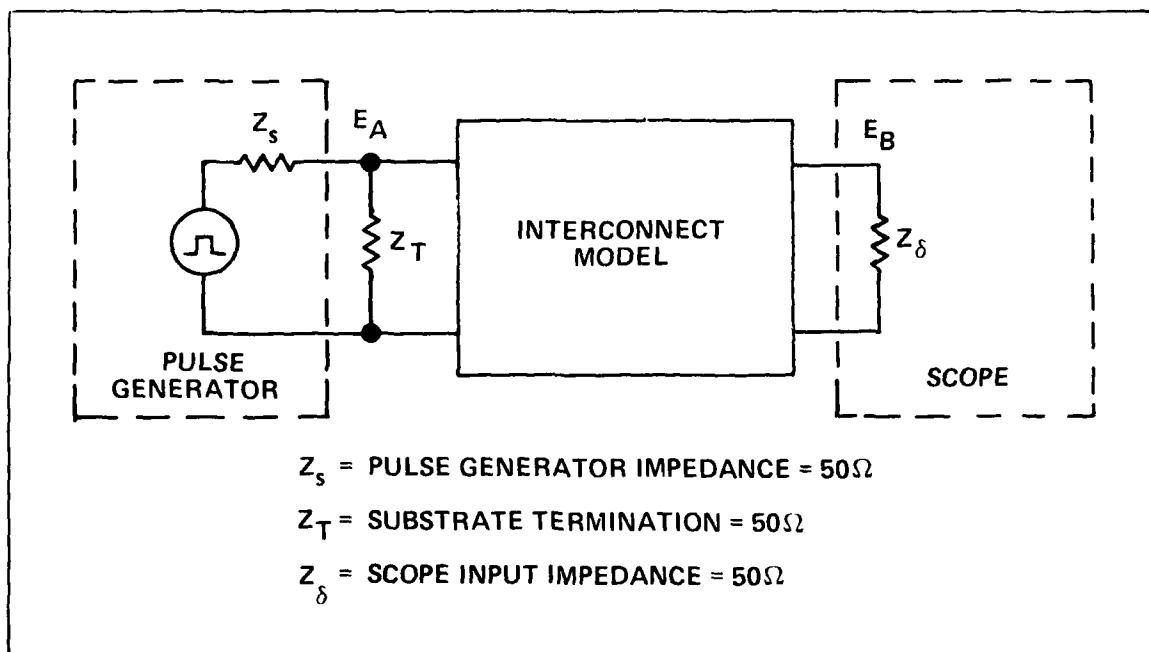 Z_s
E_A
Z_T
INTERCONNECT
MODEL
E_B
Z_δ
PULSE
GENERATOR
SCOPE
Z_s = PULSE GENERATOR IMPEDANCE = 50Ω
Z_T = SUBSTRATE TERMINATION = 50Ω
Z_δ = SCOPE INPUT IMPEDANCE = 50Ω